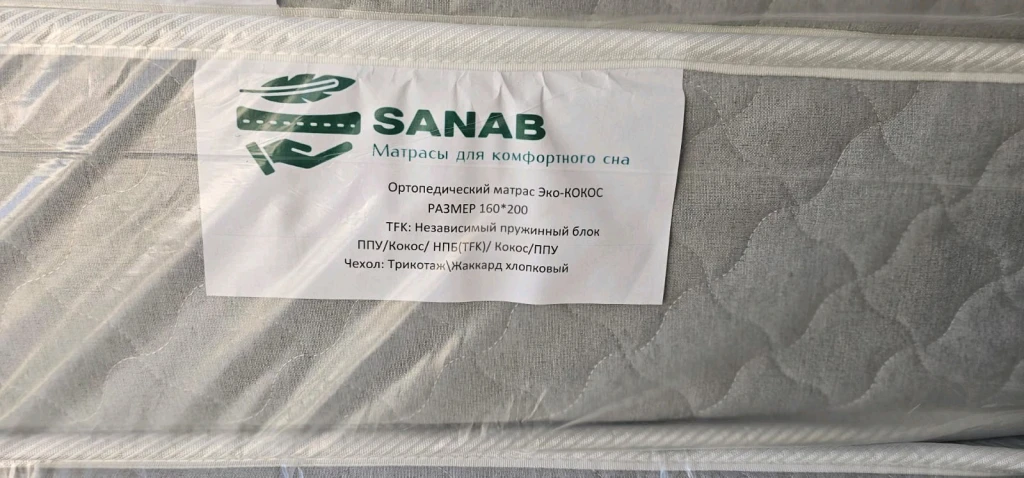 SANAB
Матрасы для комфортного сна
Ортопедический матрас Эко-КОКОС
РАЗМЕР 160*200
TFK: Независимый пружинный блок
ППУ/Кокос/ НПБ(TFK)/ Кокос/ППУ
Чехол: Трикотаж\Жаккард хлопковый